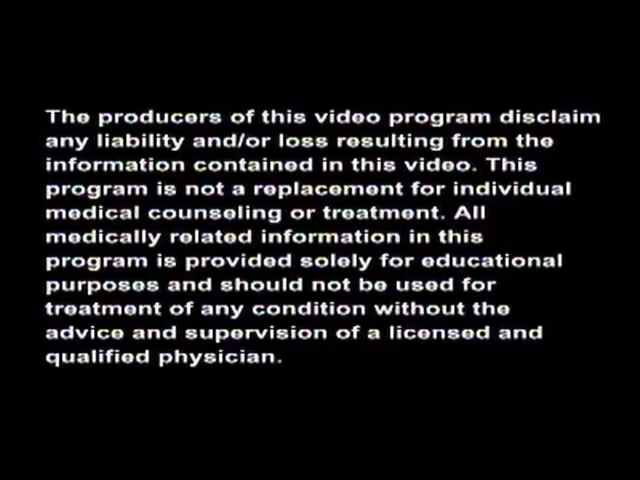 The producers of this video program disclaim
any liability and/or loss resulting from the
information contained in this video. This
program is not a replacement for individual
medical counseling or treatment. All
medically related information in this
program is provided solely for educational
purposes and should not be used for
treatment of any condition without the
advice and supervision of a licensed and
qualified physician.